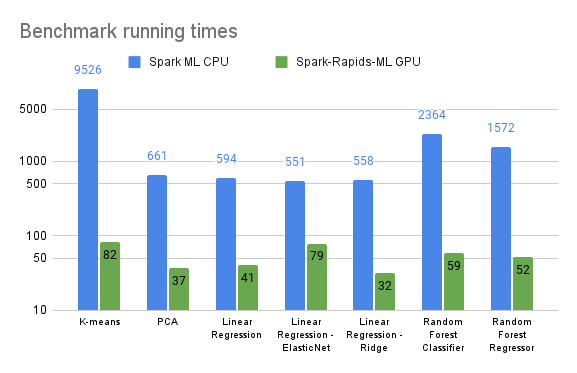 Benchmark running times
Spark ML CPU
Spark-Rapids-ML GPU
9526
661
594
551
558
2364
1572
82
37
41
79
32
59
52
5000
1000
500
100
50
10
K-means
PCA
Linear
Regression
Linear
Regression -
ElasticNet
Linear
Regression -
Ridge
Random
Forest
Classifier
Random
Forest
Regressor